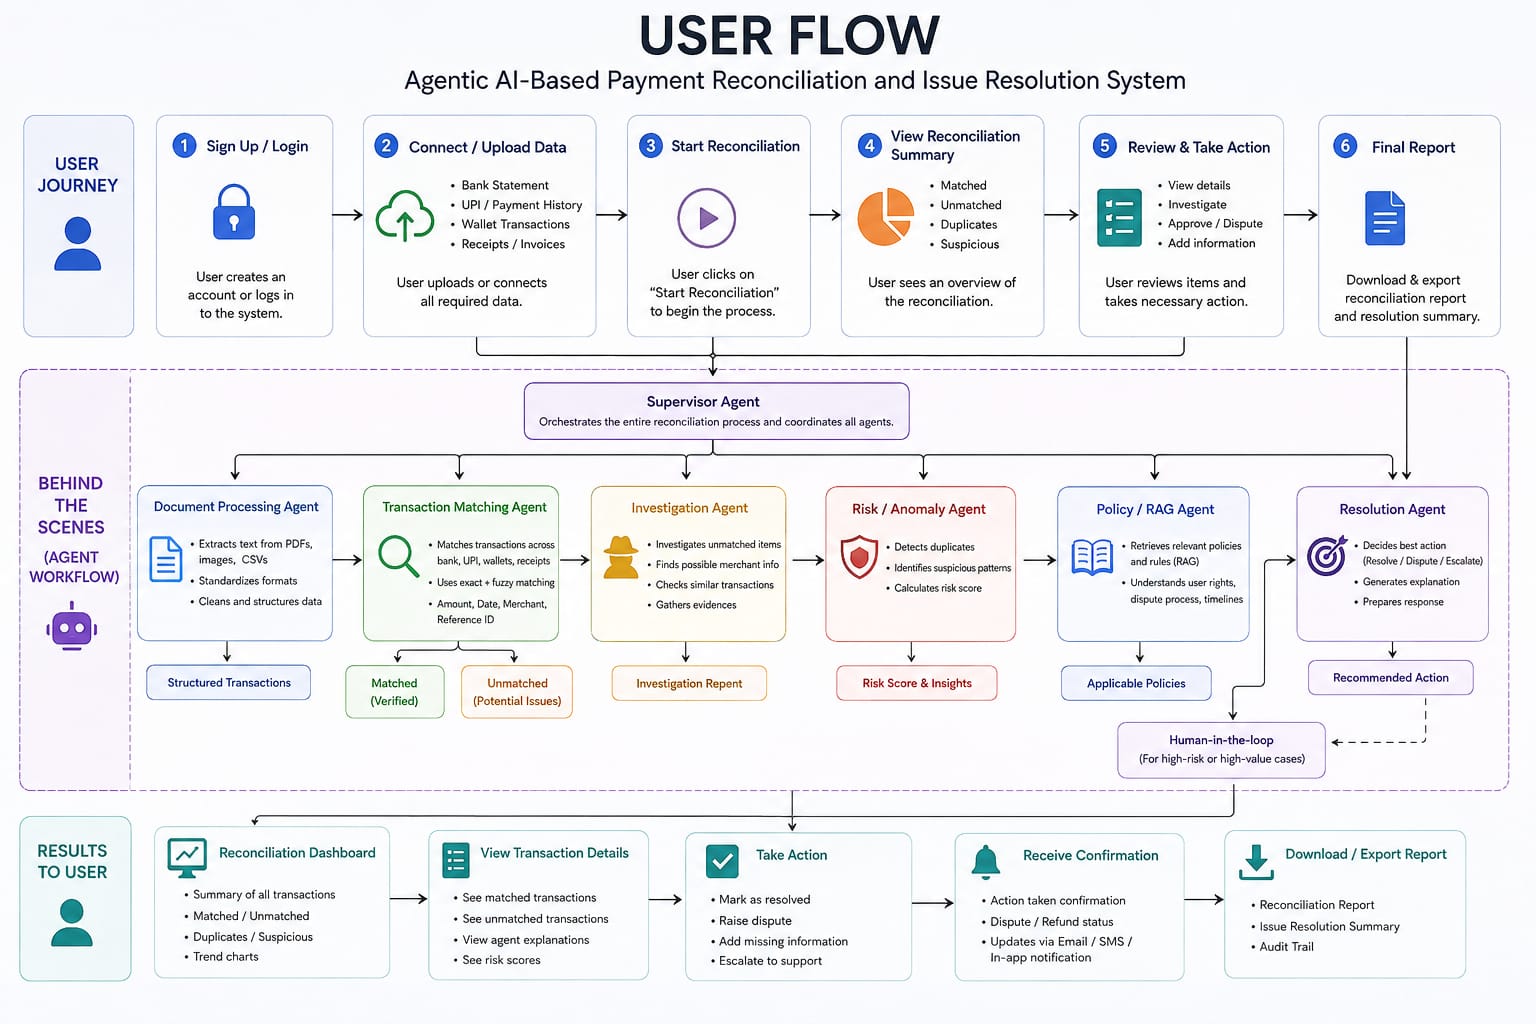 USER FLOW
Agentic AI-Based Payment Reconciliation and Issue Resolution System
USER
JOURNEY
1 Sign Up / Login
User creates an
account or logs in
to the system.
2 Connect / Upload Data
• Bank Statement
• UPI / Payment History
• Wallet Transactions
• Receipts / Invoices
User uploads or connects
all required data.
3 Start Reconciliation
User clicks on
“Start Reconciliation”
to begin the process.
4 View Reconciliation
Summary
• Matched
• Unmatched
• Duplicates
• Suspicious
User sees an overview of
the reconciliation.
5 Review & Take Action
• View details
• Investigate
• Approve / Dispute
• Add information
User reviews items and
takes necessary action.
6 Final Report
Download & export
reconciliation report
and resolution summary.
BEHIND
THE
SCENES
(AGENT
WORKFLOW)
Supervisor Agent
Orchestrates the entire reconciliation process and coordinates all agents.
Document Processing Agent
• Extracts text from PDFs,
images, CSVs
• Standardizes formats
• Cleans and structures data
Structured Transactions
Transaction Matching Agent
• Matches transactions across
bank, UPI, wallets, receipts
• Uses exact + fuzzy matching
• Amount, Date, Merchant,
Reference ID
Matched
(Verified)
Unmatched
(Potential Issues)
Investigation Agent
• Investigates unmatched items
• Finds possible merchant info
• Checks similar transactions
• Gathers evidences
Investigation Repent
Risk / Anomaly Agent
• Detects duplicates
• Identifies suspicious patterns
• Calculates risk score
Risk Score & Insights
Policy / RAG Agent
• Retrieves relevant policies
and rules (RAG)
• Understands user rights,
dispute process, timelines
Applicable Policies
Resolution Agent
• Decides best action
(Resolve / Dispute / Escalate)
• Generates explanation
• Prepares response
Recommended Action
Human-in-the-loop
(For high-risk or high-value cases)
RESULTS
TO USER
Reconciliation Dashboard
• Summary of all transactions
• Matched / Unmatched
• Duplicates / Suspicious
• Trend charts
View Transaction Details
• See matched transactions
• See unmatched transactions
• View agent explanations
• See risk scores
Take Action
• Mark as resolved
• Raise dispute
• Add missing information
• Escalate to support
Receive Confirmation
• Action taken confirmation
• Dispute / Refund status
• Updates via Email / SMS /
In-app notification
Download / Export Report
• Reconciliation Report
• Issue Resolution Summary
• Audit Trail